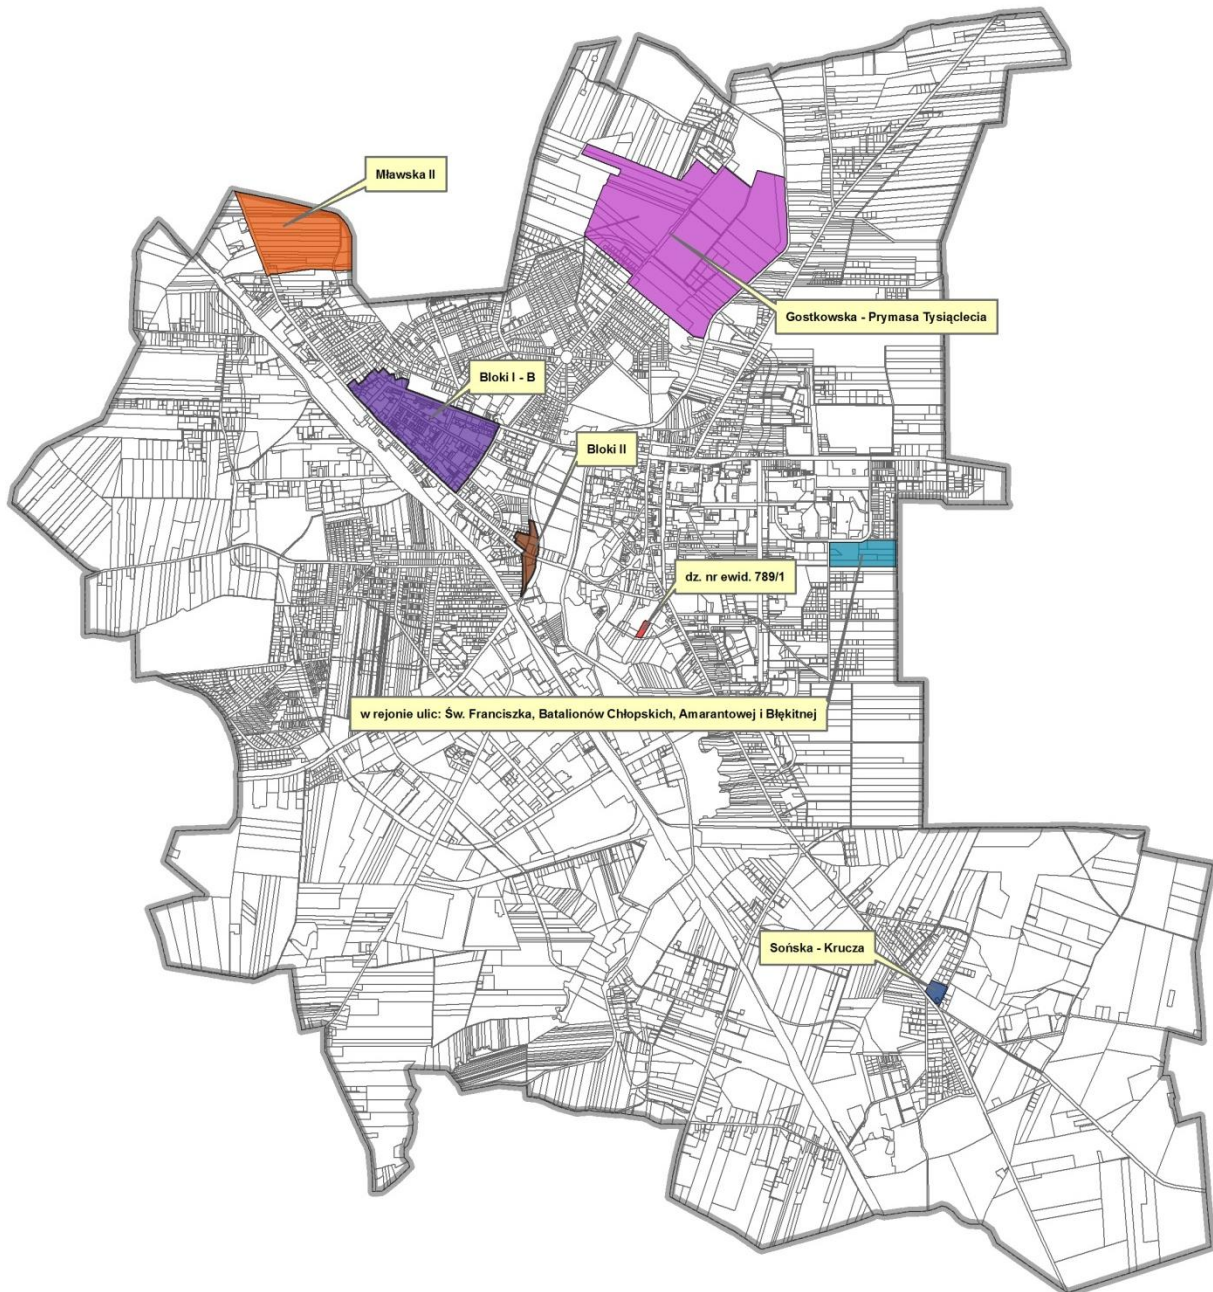 Mławska II
Gostkowska - Prymasa Tysiąclecia
Bloki I - B
Bloki II
dz. nr ewid. 789/1
w rejonie ulic: Św. Franciszka, Batalionów Chłopskich, Amarantowej i Błękitnej
Sońska - Krucza